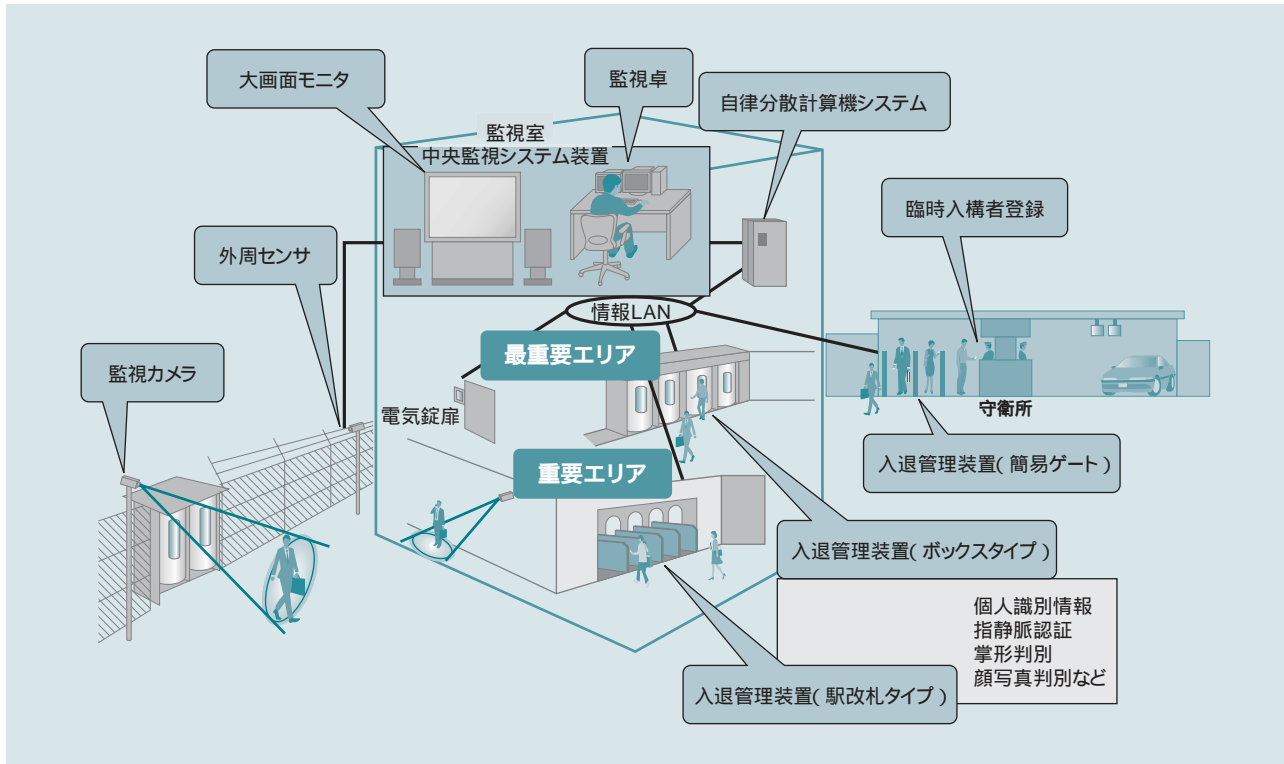 大画面モニタ
監視卓
自律分散計算機システム
監視室
中央監視システム装置
臨時入構者登録
外周センサ
情報LAN
最重要エリア
監視カメラ
電気錠扉
守衛所
入退管理装置(簡易ゲート)
重要エリア
入退管理装置(ボックスタイプ)
個人識別情報
指静脈認証
掌形判別
顔写真判別など
入退管理装置(駅改札タイプ)